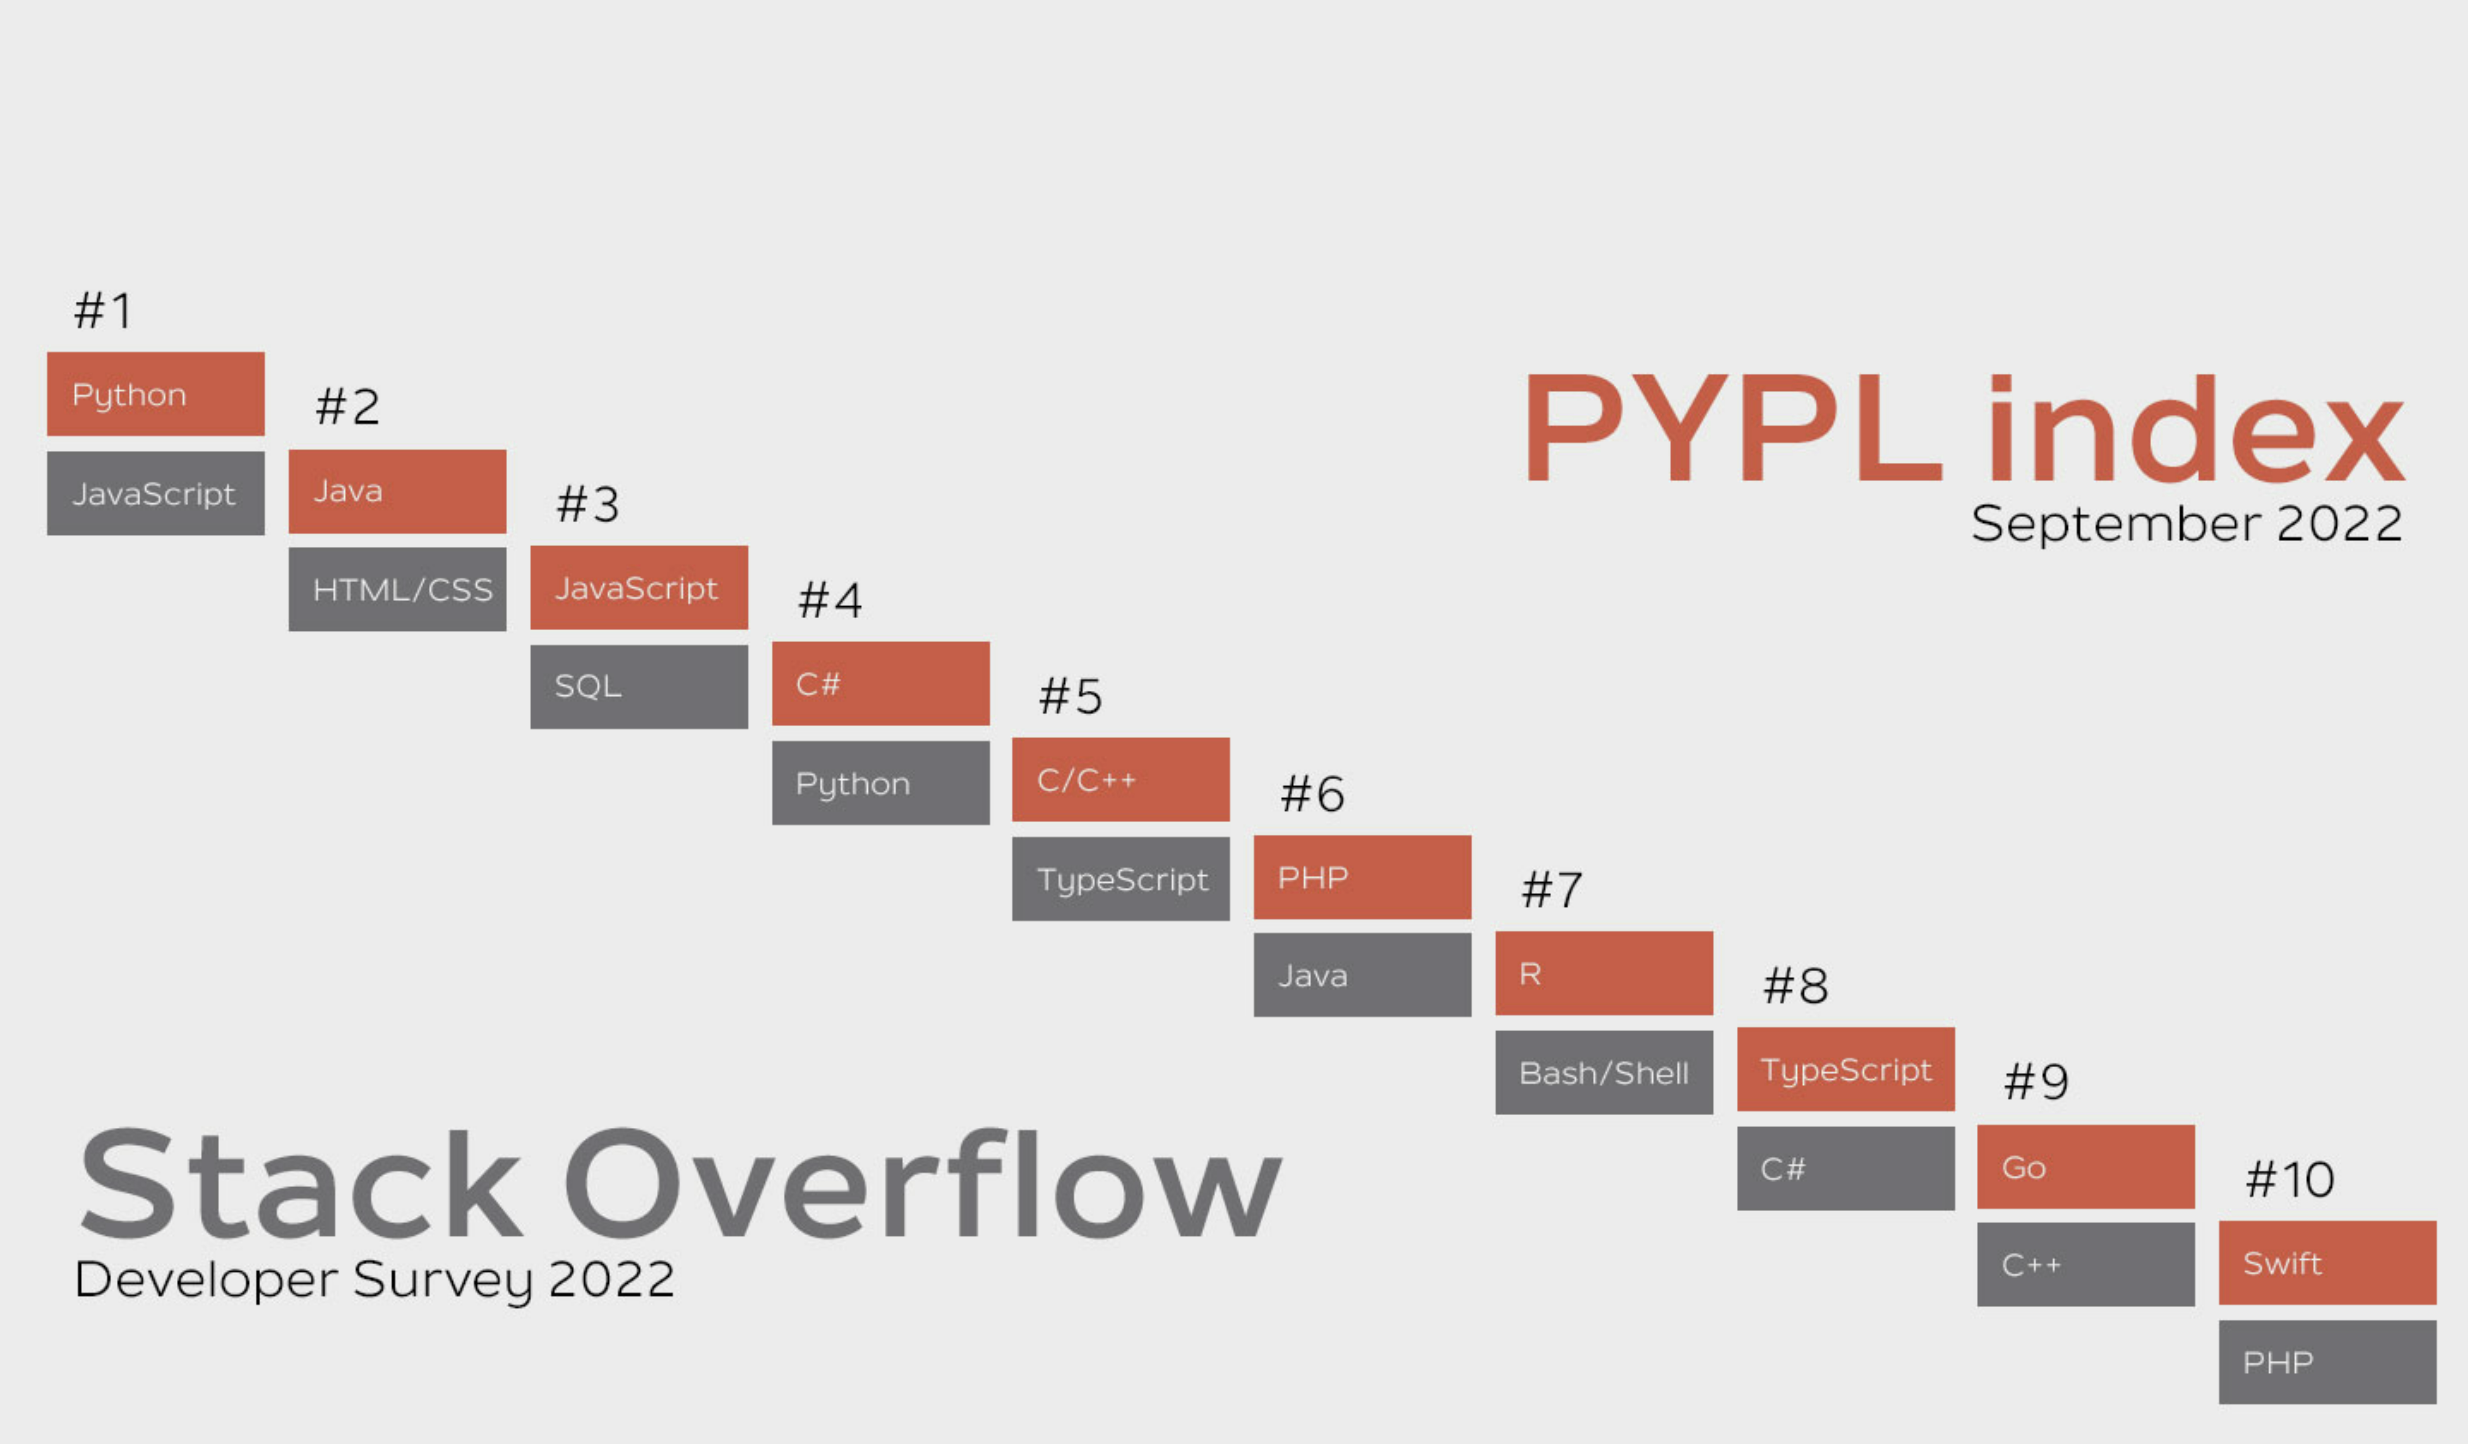 #1
Python
JavaScript
#2
Java
HTML/CSS
#3
JavaScript
SQL
#4
C#
Python
#5
C/C++
TypeScript
#6
PHP
Java
#7
R
Bash/Shell
#8
TypeScript
C#
#9
Go
C++
#10
Swift
PHP
PYPL index
September 2022
Stack Overflow
Developer Survey 2022